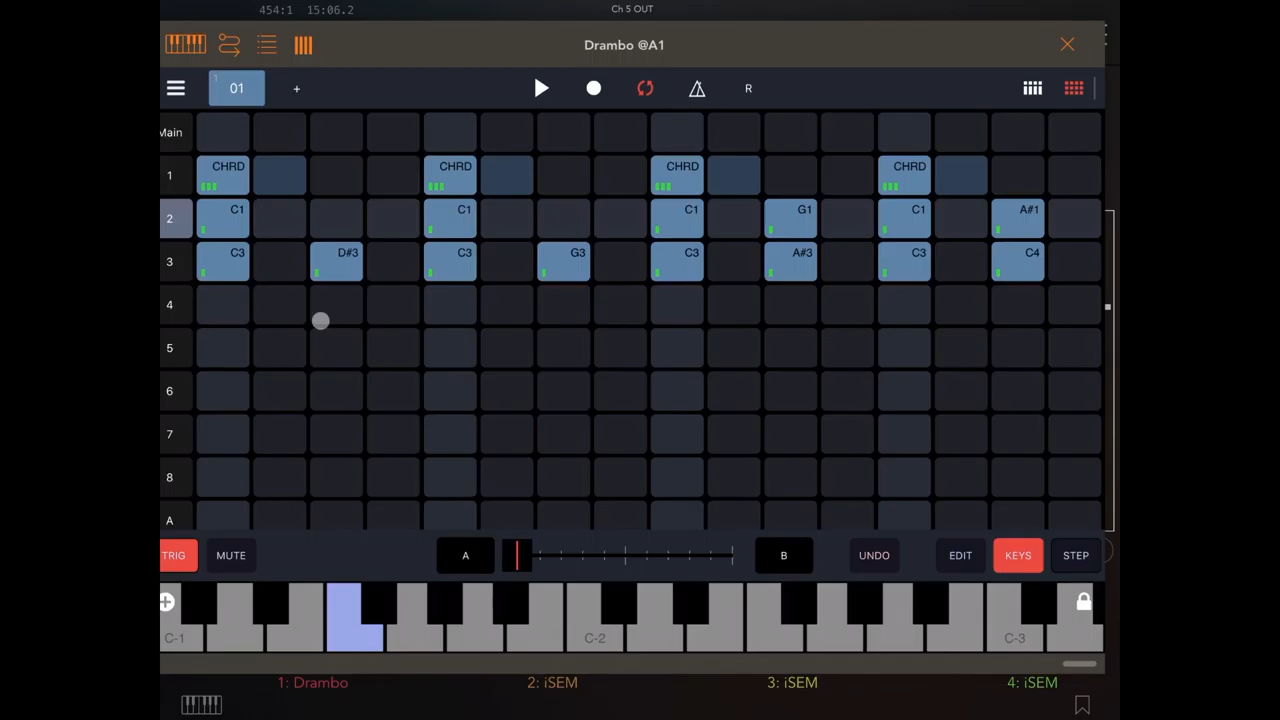 454:1 15:06.2 Ch 5 OUT
Drambo @A1
1 01 + R
Main
1 CHRD CHRD CHRD CHRD
2 C1 C1 C1 G1 C1 A#1
3 C3 D#3 C3 G3 C3 A#3 C3 C4
4
5
6
7
8
A
TRIG MUTE A B UNDO EDIT KEYS STEP
C-1 C-2 C-3
1: Drambo 2: iSEM 3: iSEM 4: iSEM